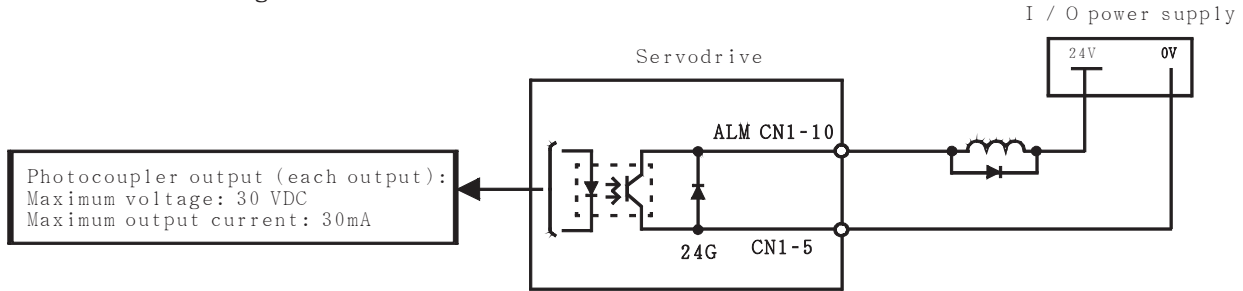 I / O power supply
24V 0V
Servodrive
ALM CN1-10
Photocoupler output (each output):
Maximum voltage: 30 VDC
Maximum output current: 30mA
24G CN1-5